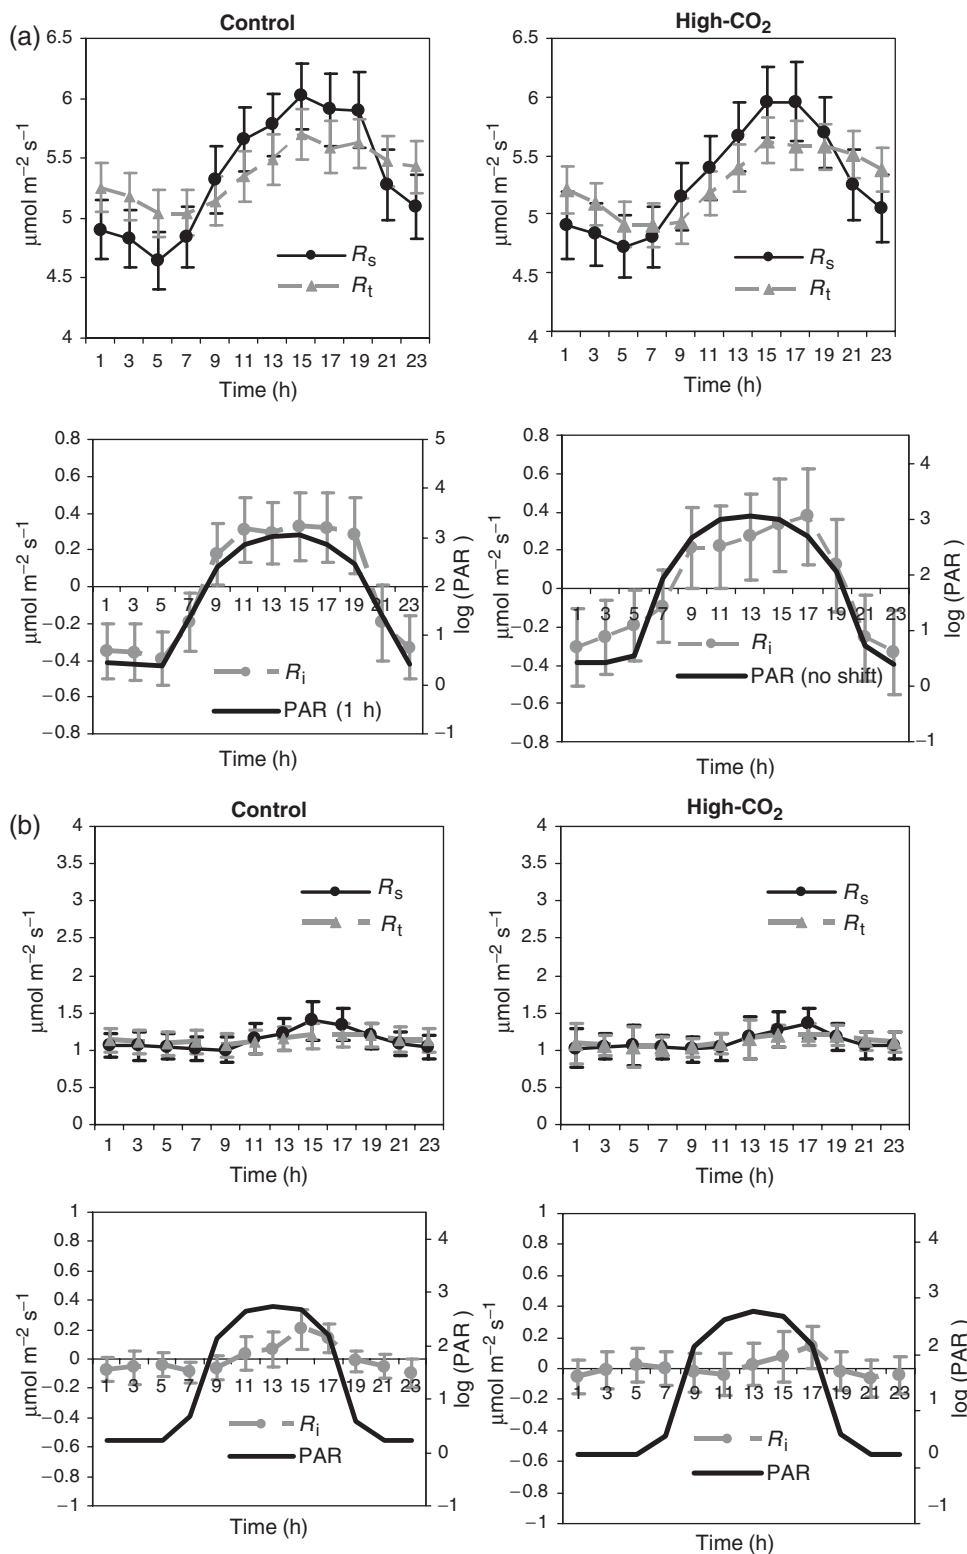 (a)
Control
6.5
6
5.5
5
4.5
4
μmol m⁻² s⁻¹
Rs
Rt
1 3 5 7 9 11 13 15 17 19 21 23
Time (h)
High-CO₂
6.5
6
5.5
5
4.5
4
μmol m⁻² s⁻¹
Rs
Rt
1 3 5 7 9 11 13 15 17 19 21 23
Time (h)
0.8
0.6
0.4
0.2
0
−0.2
−0.4
−0.6
−0.8
μmol m⁻² s⁻¹
1 3 5 7 9 11 13 15 17 19 21 23
Ri
PAR (1 h)
5
4
3
2
1
0
−1
log (PAR )
Time (h)
0.8
0.6
0.4
0.2
0
−0.2
−0.4
−0.6
−0.8
μmol m⁻² s⁻¹
1 3 5 7 9 11 13 15 17 19 21 23
Ri
PAR (no shift)
4
3
2
1
0
−1
log (PAR )
Time (h)
(b)
Control
4
3.5
3
2.5
2
1.5
1
0.5
0
μmol m⁻² s⁻¹
Rs
Rt
1 3 5 7 9 11 13 15 17 19 21 23
Time (h)
High-CO₂
4
3.5
3
2.5
2
1.5
1
0.5
0
μmol m⁻² s⁻¹
Rs
Rt
1 3 5 7 9 11 13 15 17 19 21 23
Time (h)
1
0.8
0.6
0.4
0.2
0
−0.2
−0.4
−0.6
−0.8
−1
μmol m⁻² s⁻¹
1 3 5 7 9 11 13 15 17 19 21 23
Ri
PAR
4
3
2
1
0
−1
log (PAR )
Time (h)
1
0.8
0.6
0.4
0.2
0
−0.2
−0.4
−0.6
−0.8
−1
μmol m⁻² s⁻¹
1 3 5 7 9 11 13 15 17 19 21 23
Ri
PAR
4
3
2
1
0
−1
log (PAR )
Time (h)